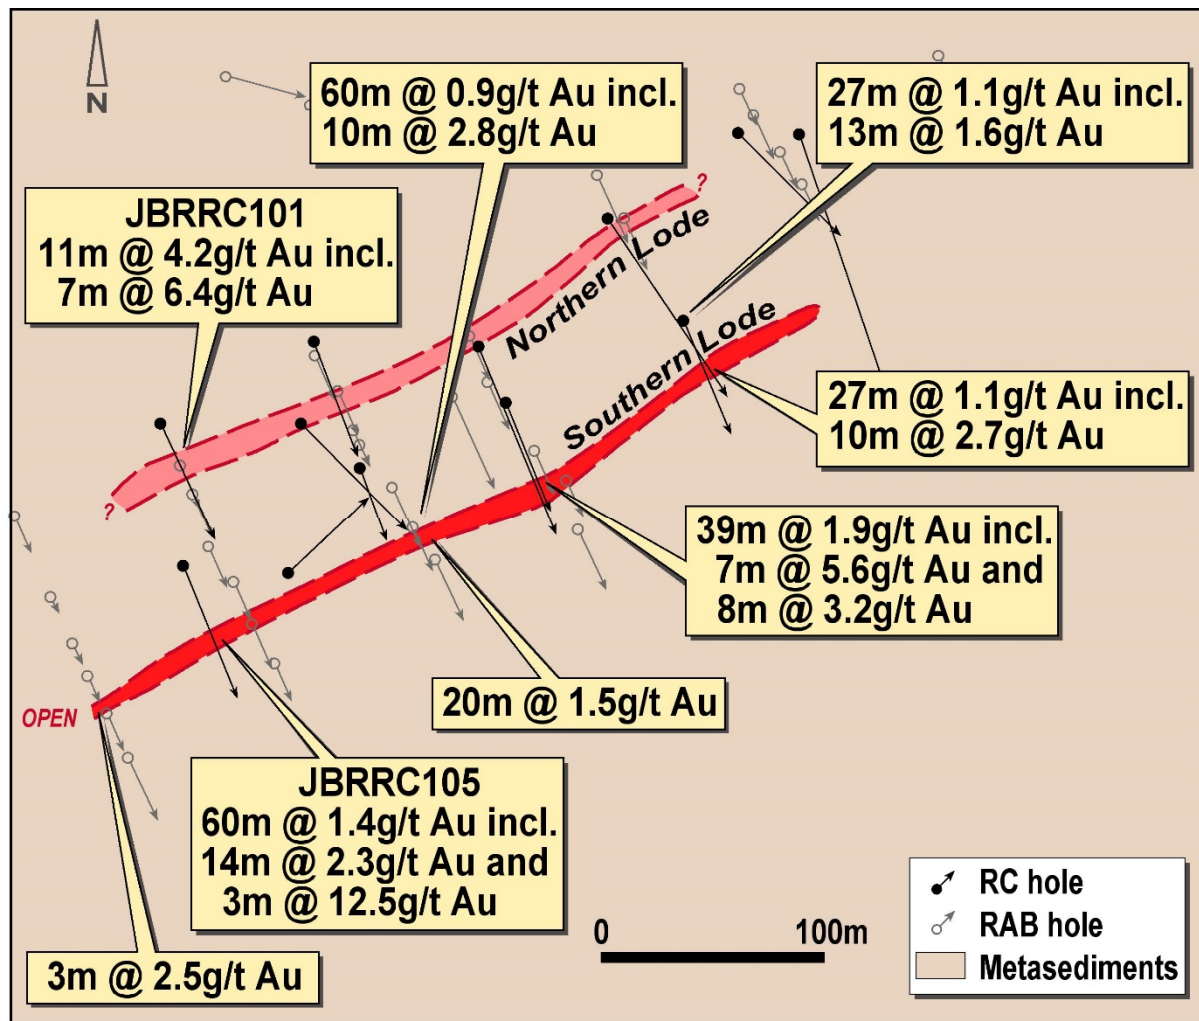 N
60m @ 0.9g/t Au incl.
10m @ 2.8g/t Au
27m @ 1.1g/t Au incl.
13m @ 1.6g/t Au
JBRRC101
11m @ 4.2g/t Au incl.
7m @ 6.4g/t Au
?
Northern Lode
?
Southern Lode
27m @ 1.1g/t Au incl.
10m @ 2.7g/t Au
39m @ 1.9g/t Au incl.
7m @ 5.6g/t Au and
8m @ 3.2g/t Au
20m @ 1.5g/t Au
OPEN
JBRRC105
60m @ 1.4g/t Au incl.
14m @ 2.3g/t Au and
3m @ 12.5g/t Au
3m @ 2.5g/t Au
0 100m
RC hole
RAB hole
Metasediments